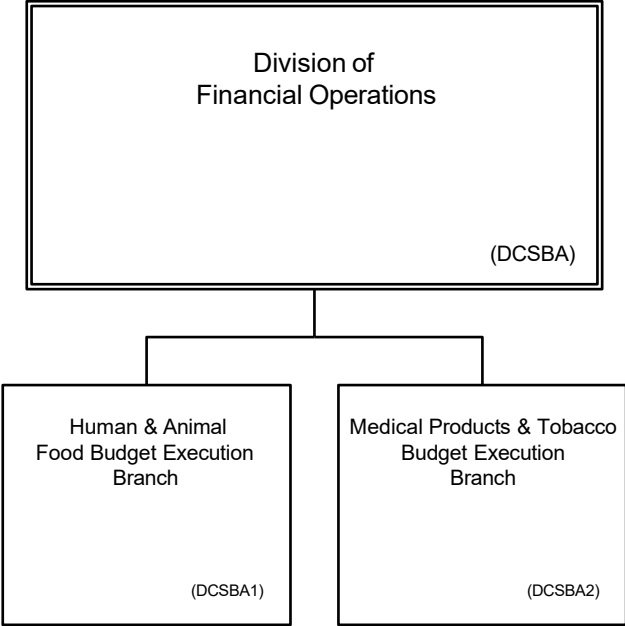 Division of
Financial Operations
(DCSBA)
Human & Animal
Food Budget Execution
Branch
(DCSBA1)
Medical Products & Tobacco
Budget Execution
Branch
(DCSBA2)